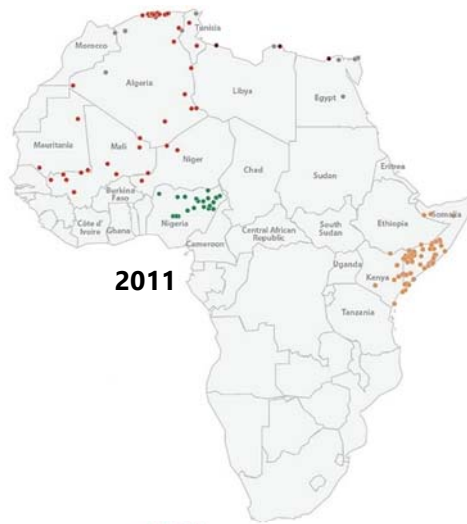 Tunisia
Morocco
Algeria
Libya
Egypt
Mauritania
Mali
Niger
Chad
Sudan
Eritrea
Burkina
Faso
Côte d'
Ivoire
Ghana
Nigeria
Cameroon
Central African
Republic
South
Sudan
Ethiopia
Somalia
Uganda
Kenya
Tanzania
2011